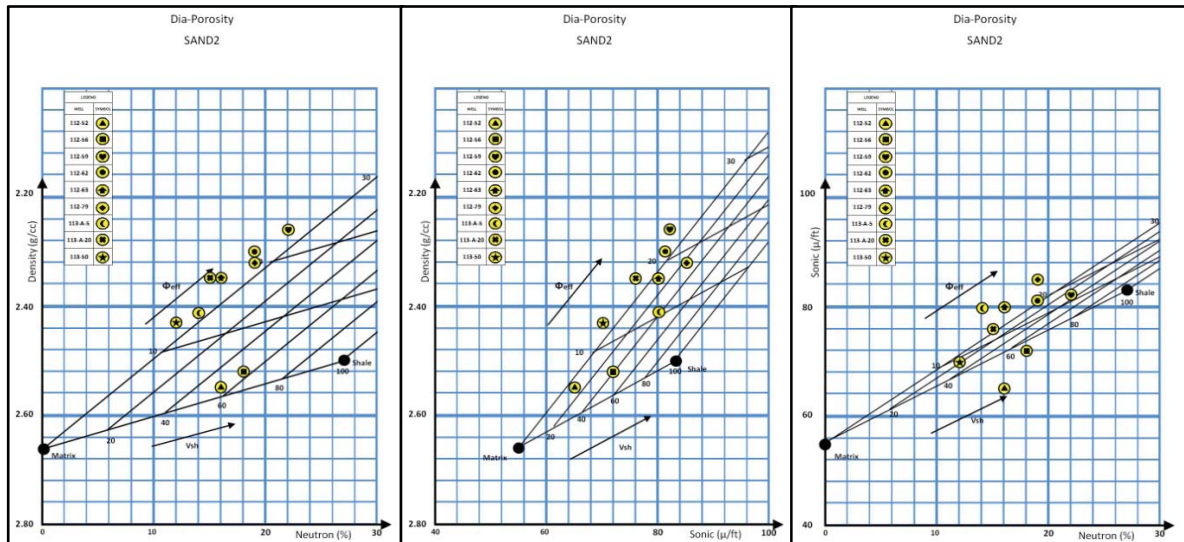 Dia-Porosity
SAND2
LEGEND
WELL SYMBOL
112-52
112-56
112-59
112-62
112-63
112-79
113-A-5
113-A-20
113-50
2.20
2.40
2.60
2.80
Density (g/cc)
Φeff
30
20
10
Shale
100
80
60
40
20
Vsh
Matrix
0
10
20
30
Neutron (%)
Dia-Porosity
SAND2
LEGEND
WELL SYMBOL
112-52
112-56
112-59
112-62
112-63
112-79
113-A-5
113-A-20
113-50
2.20
2.40
2.60
2.80
Density (g/cc)
Φeff
30
20
10
Shale
100
80
60
40
20
Vsh
Matrix
40
60
80
100
Sonic (µ/ft)
Dia-Porosity
SAND2
LEGEND
WELL SYMBOL
112-52
112-56
112-59
112-62
112-63
112-79
113-A-5
113-A-20
113-50
100
80
60
40
Sonic (µ/ft)
Φeff
30
20
10
Shale
100
80
60
40
20
Vsh
Matrix
0
10
20
30
Neutron (%)